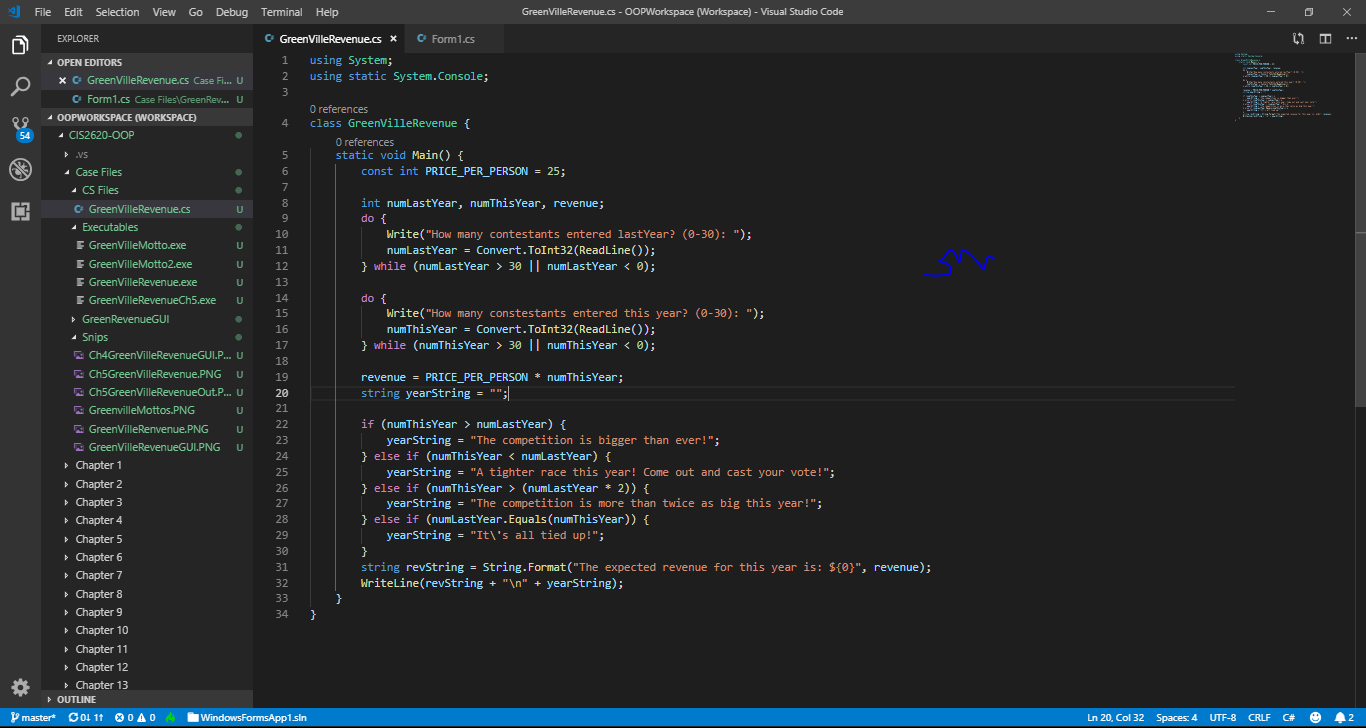 File Edit Selection View Go Debug Terminal Help
GreenVilleRevenue.cs - OOPWorkspace (Workspace) - Visual Studio Code
EXPLORER
OPEN EDITORS
GreenVilleRevenue.cs Case Fi... U
Form1.cs Case Files\GreenRev... U
OOPWORKSPACE (WORKSPACE)
54
CIS2620-OOP
.vs
Case Files
CS Files
GreenVilleRevenue.cs U
Executables
GreenVilleMotto.exe U
GreenVilleMotto2.exe U
GreenVilleRevenue.exe U
GreenVilleRevenueCh5.exe U
GreenRevenueGUI
Snips
Ch4GreenVilleRevenueGUI.P... U
Ch5GreenVilleRevenue.PNG U
Ch5GreenVilleRevenueOut.P... U
GreenvilleMottos.PNG U
GreenVilleRenvenue.PNG U
GreenVilleRevenueGUI.PNG U
Chapter 1
Chapter 2
Chapter 3
Chapter 4
Chapter 5
Chapter 6
Chapter 7
Chapter 8
Chapter 9
Chapter 10
Chapter 11
Chapter 12
Chapter 13
OUTLINE
GreenVilleRevenue.cs Form1.cs
1 using System;
2 using static System.Console;
3
0 references
4 class GreenVilleRevenue {
0 references
5 static void Main() {
6 const int PRICE_PER_PERSON = 25;
7
8 int numLastYear, numThisYear, revenue;
9 do {
10 Write("How many contestants entered lastYear? (0-30): ");
11 numLastYear = Convert.ToInt32(ReadLine());
12 } while (numLastYear > 30 || numLastYear < 0);
13
14 do {
15 Write("How many constestants entered this year? (0-30): ");
16 numThisYear = Convert.ToInt32(ReadLine());
17 } while (numThisYear > 30 || numThisYear < 0);
18
19 revenue = PRICE_PER_PERSON * numThisYear;
20 string yearString = "";
21
22 if (numThisYear > numLastYear) {
23 yearString = "The competition is bigger than ever!";
24 } else if (numThisYear < numLastYear) {
25 yearString = "A tighter race this year! Come out and cast your vote!";
26 } else if (numThisYear > (numLastYear * 2)) {
27 yearString = "The competition is more than twice as big this year!";
28 } else if (numLastYear.Equals(numThisYear)) {
29 yearString = "It\'s all tied up!";
30 }
31 string revString = String.Format("The expected revenue for this year is: ${0}", revenue);
32 WriteLine(revString + "\n" + yearString);
33 }
34 }
master* 0↓ 1↑ 0 0 WindowsFormsApp1.sln
Ln 20, Col 32 Spaces: 4 UTF-8 CRLF C# 2